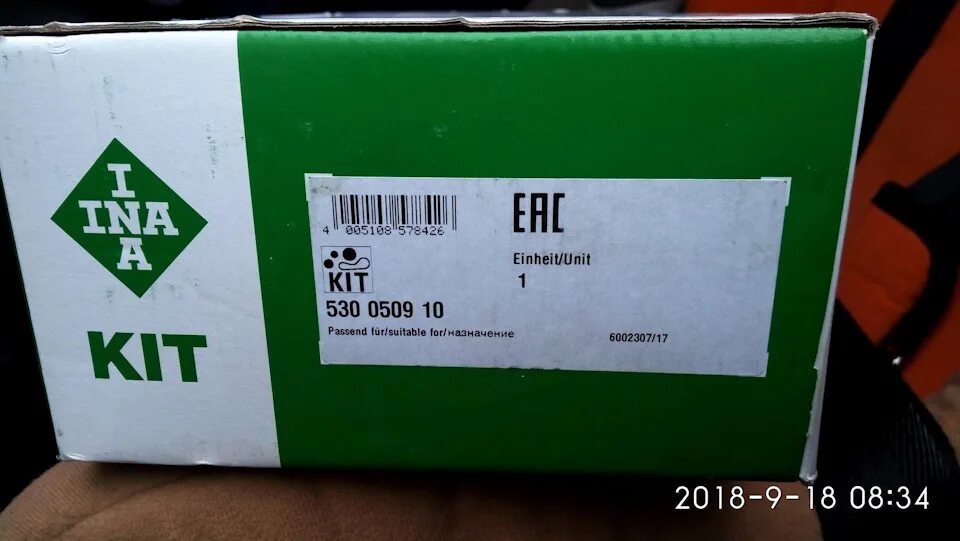 I
INA
A
KIT
4 005108 578426
EAC
KIT
Einheit/Unit
1
530 0509 10
Passend für/suitable for/назначение
6002307/17
2018-9-18 08:34